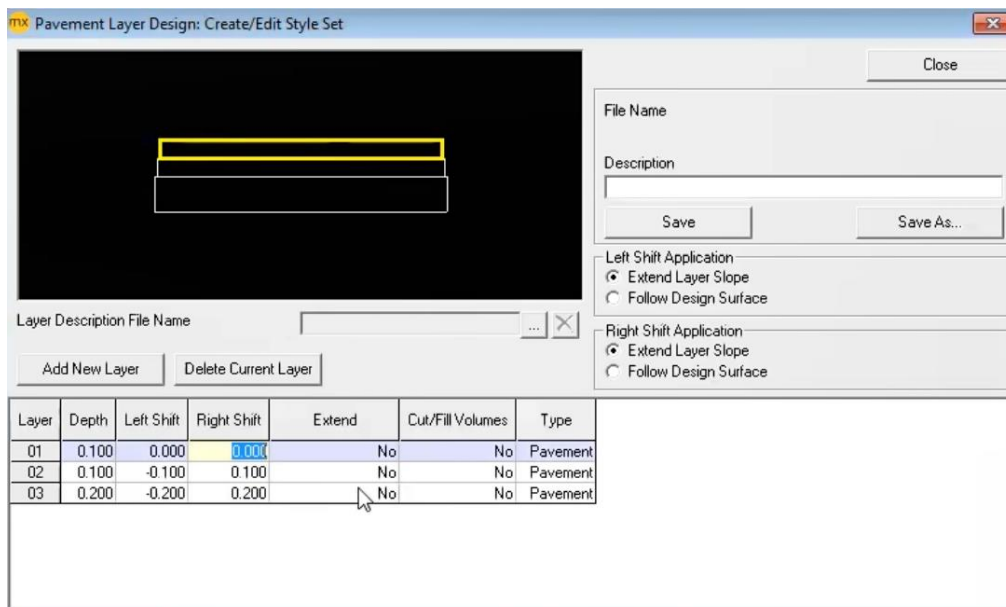 mx Pavement Layer Design: Create/Edit Style Set
Close
File Name
Description
Save Save As...
Left Shift Application
Extend Layer Slope
Follow Design Surface
Layer Description File Name ...
Right Shift Application
Extend Layer Slope
Follow Design Surface
Add New Layer Delete Current Layer
Layer Depth Left Shift Right Shift Extend Cut/Fill Volumes Type
01 0.100 0.000 0.000 No No Pavement
02 0.100 -0.100 0.100 No No Pavement
03 0.200 -0.200 0.200 No No Pavement